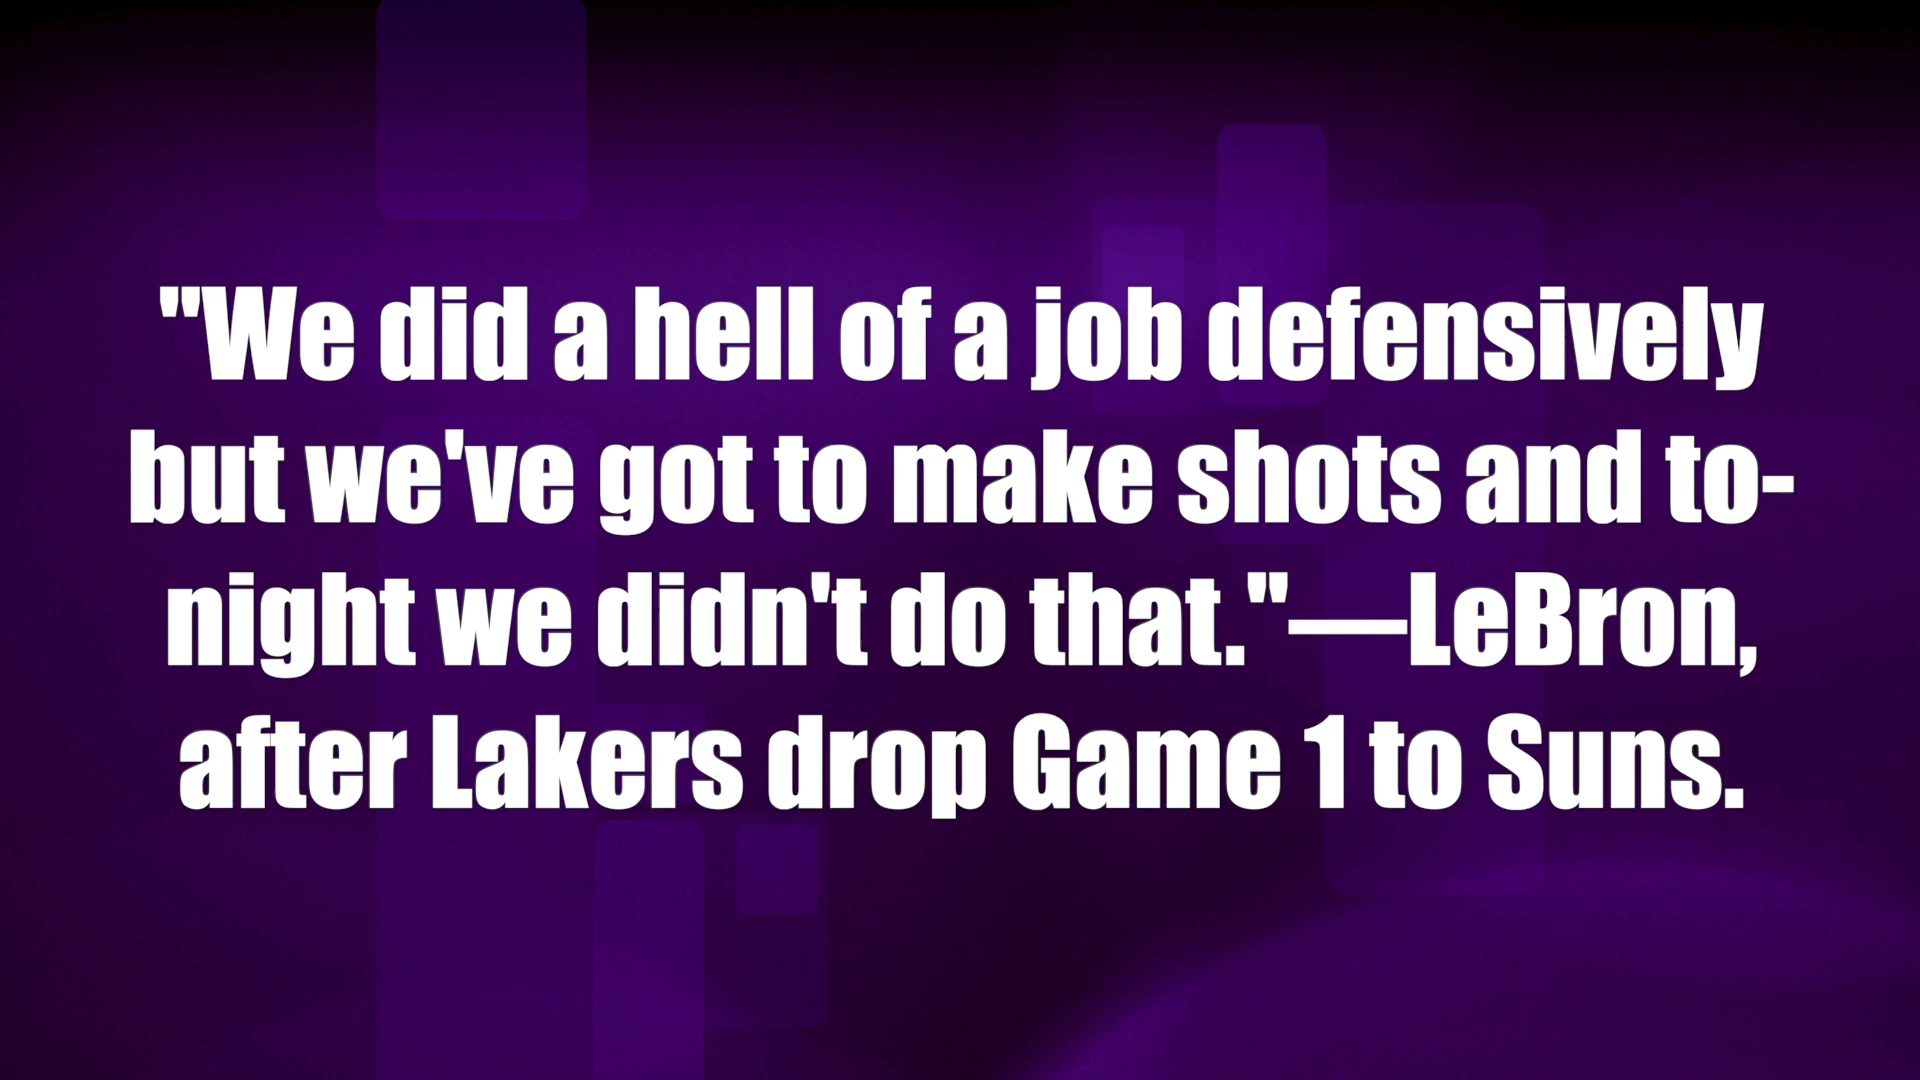 "We did a hell of a job defensively
but we've got to make shots and to-
night we didn't do that."—LeBron,
after Lakers drop Game 1 to Suns.